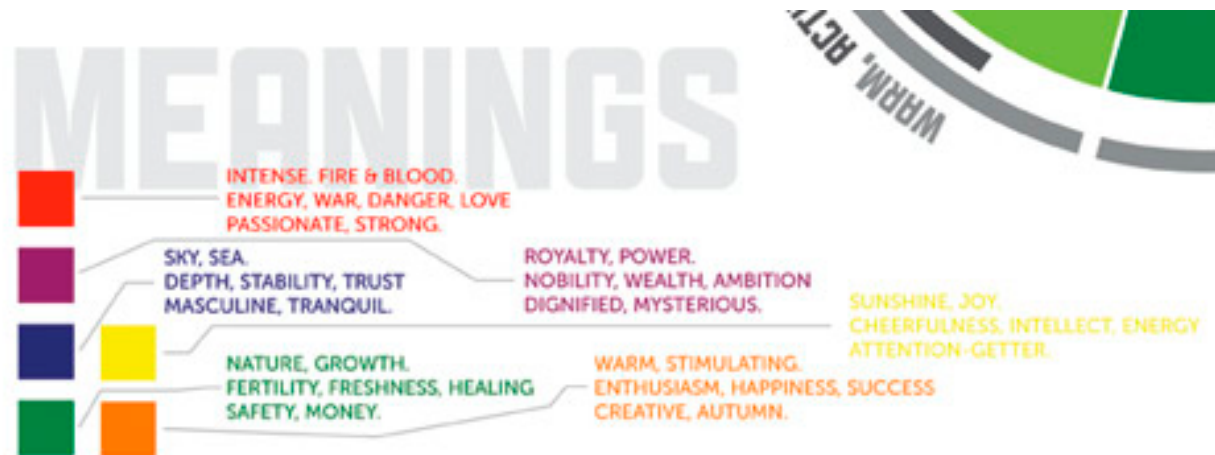 MEANINGS
WARM, ACTI
INTENSE. FIRE & BLOOD.
ENERGY, WAR, DANGER, LOVE
PASSIONATE, STRONG.
SKY, SEA.
DEPTH, STABILITY, TRUST
MASCULINE, TRANQUIL.
ROYALTY, POWER.
NOBILITY, WEALTH, AMBITION
DIGNIFIED, MYSTERIOUS.
SUNSHINE, JOY.
CHEERFULNESS, INTELLECT, ENERGY
ATTENTION-GETTER.
NATURE, GROWTH.
FERTILITY, FRESHNESS, HEALING
SAFETY, MONEY.
WARM, STIMULATING.
ENTHUSIASM, HAPPINESS, SUCCESS
CREATIVE, AUTUMN.